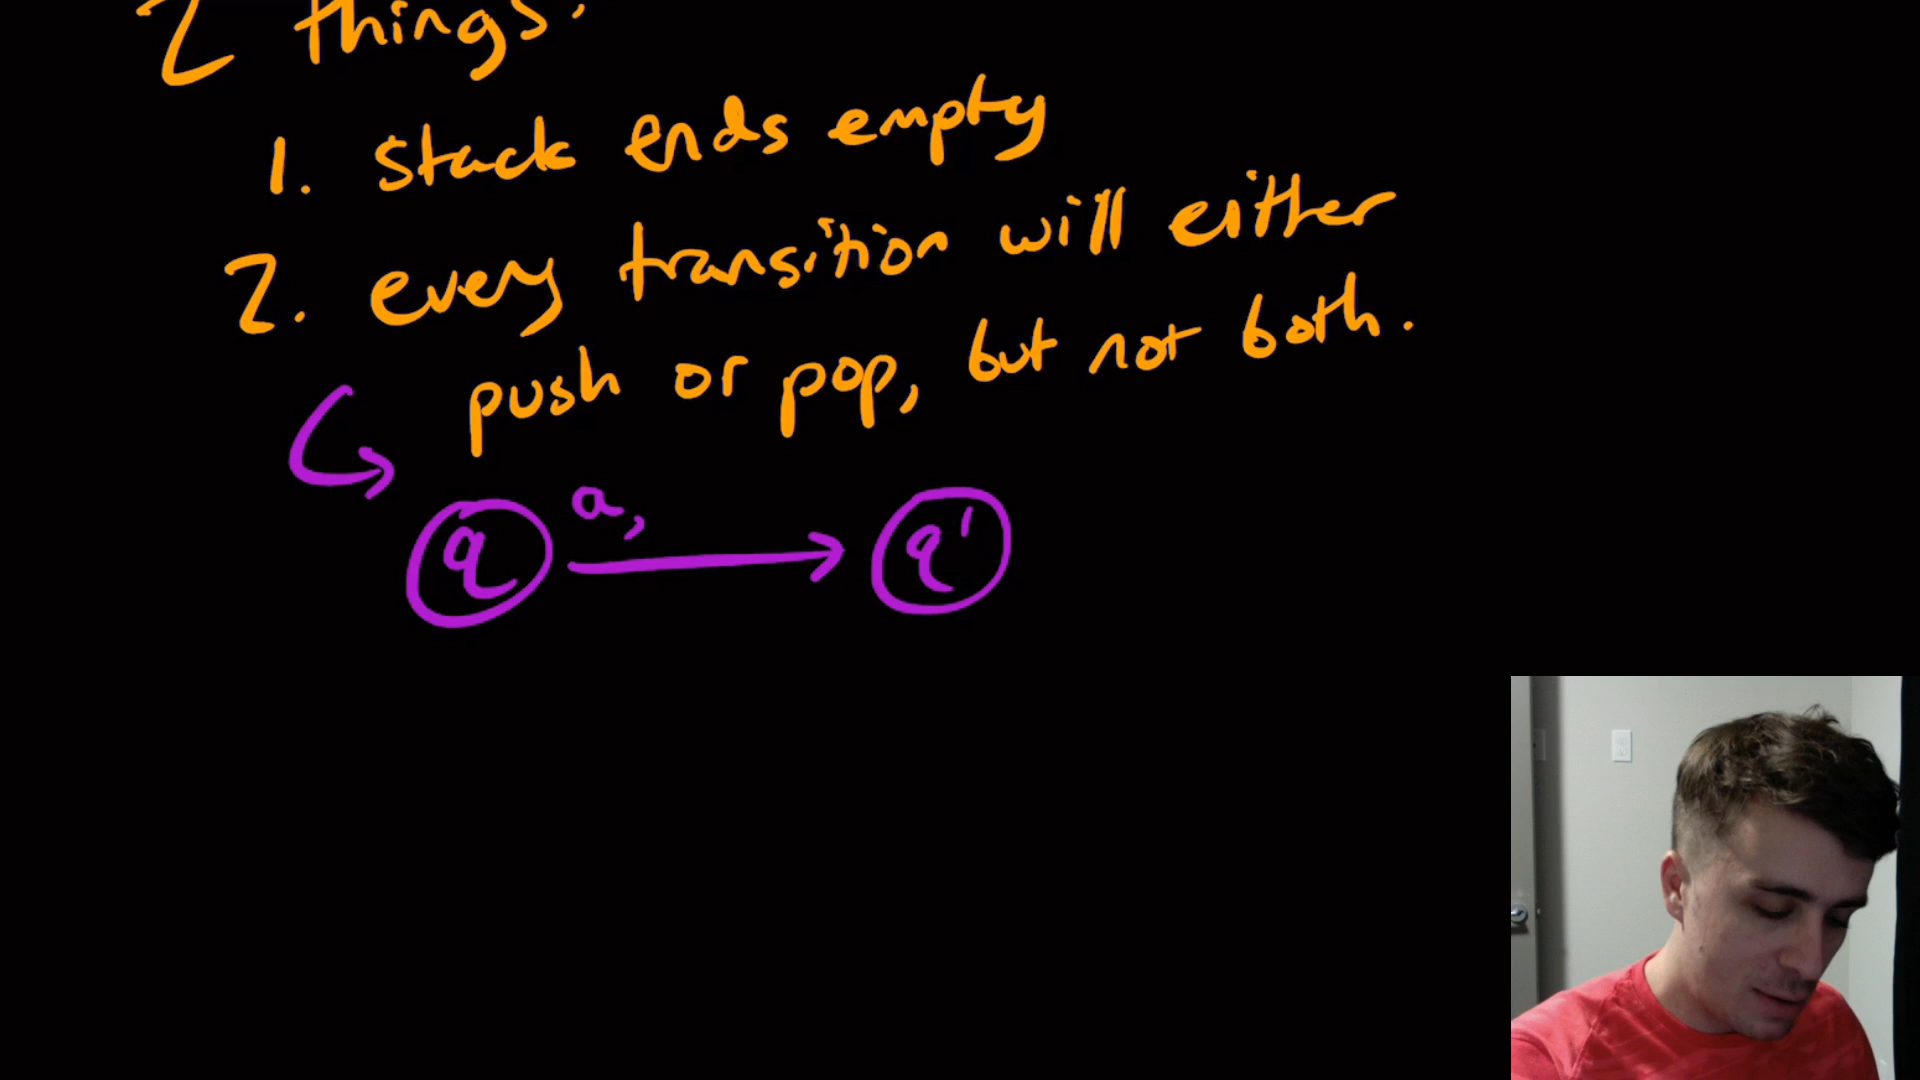 2 things:
1. stack ends empty
2. every transition will either
push or pop, but not both.
a,
q q'